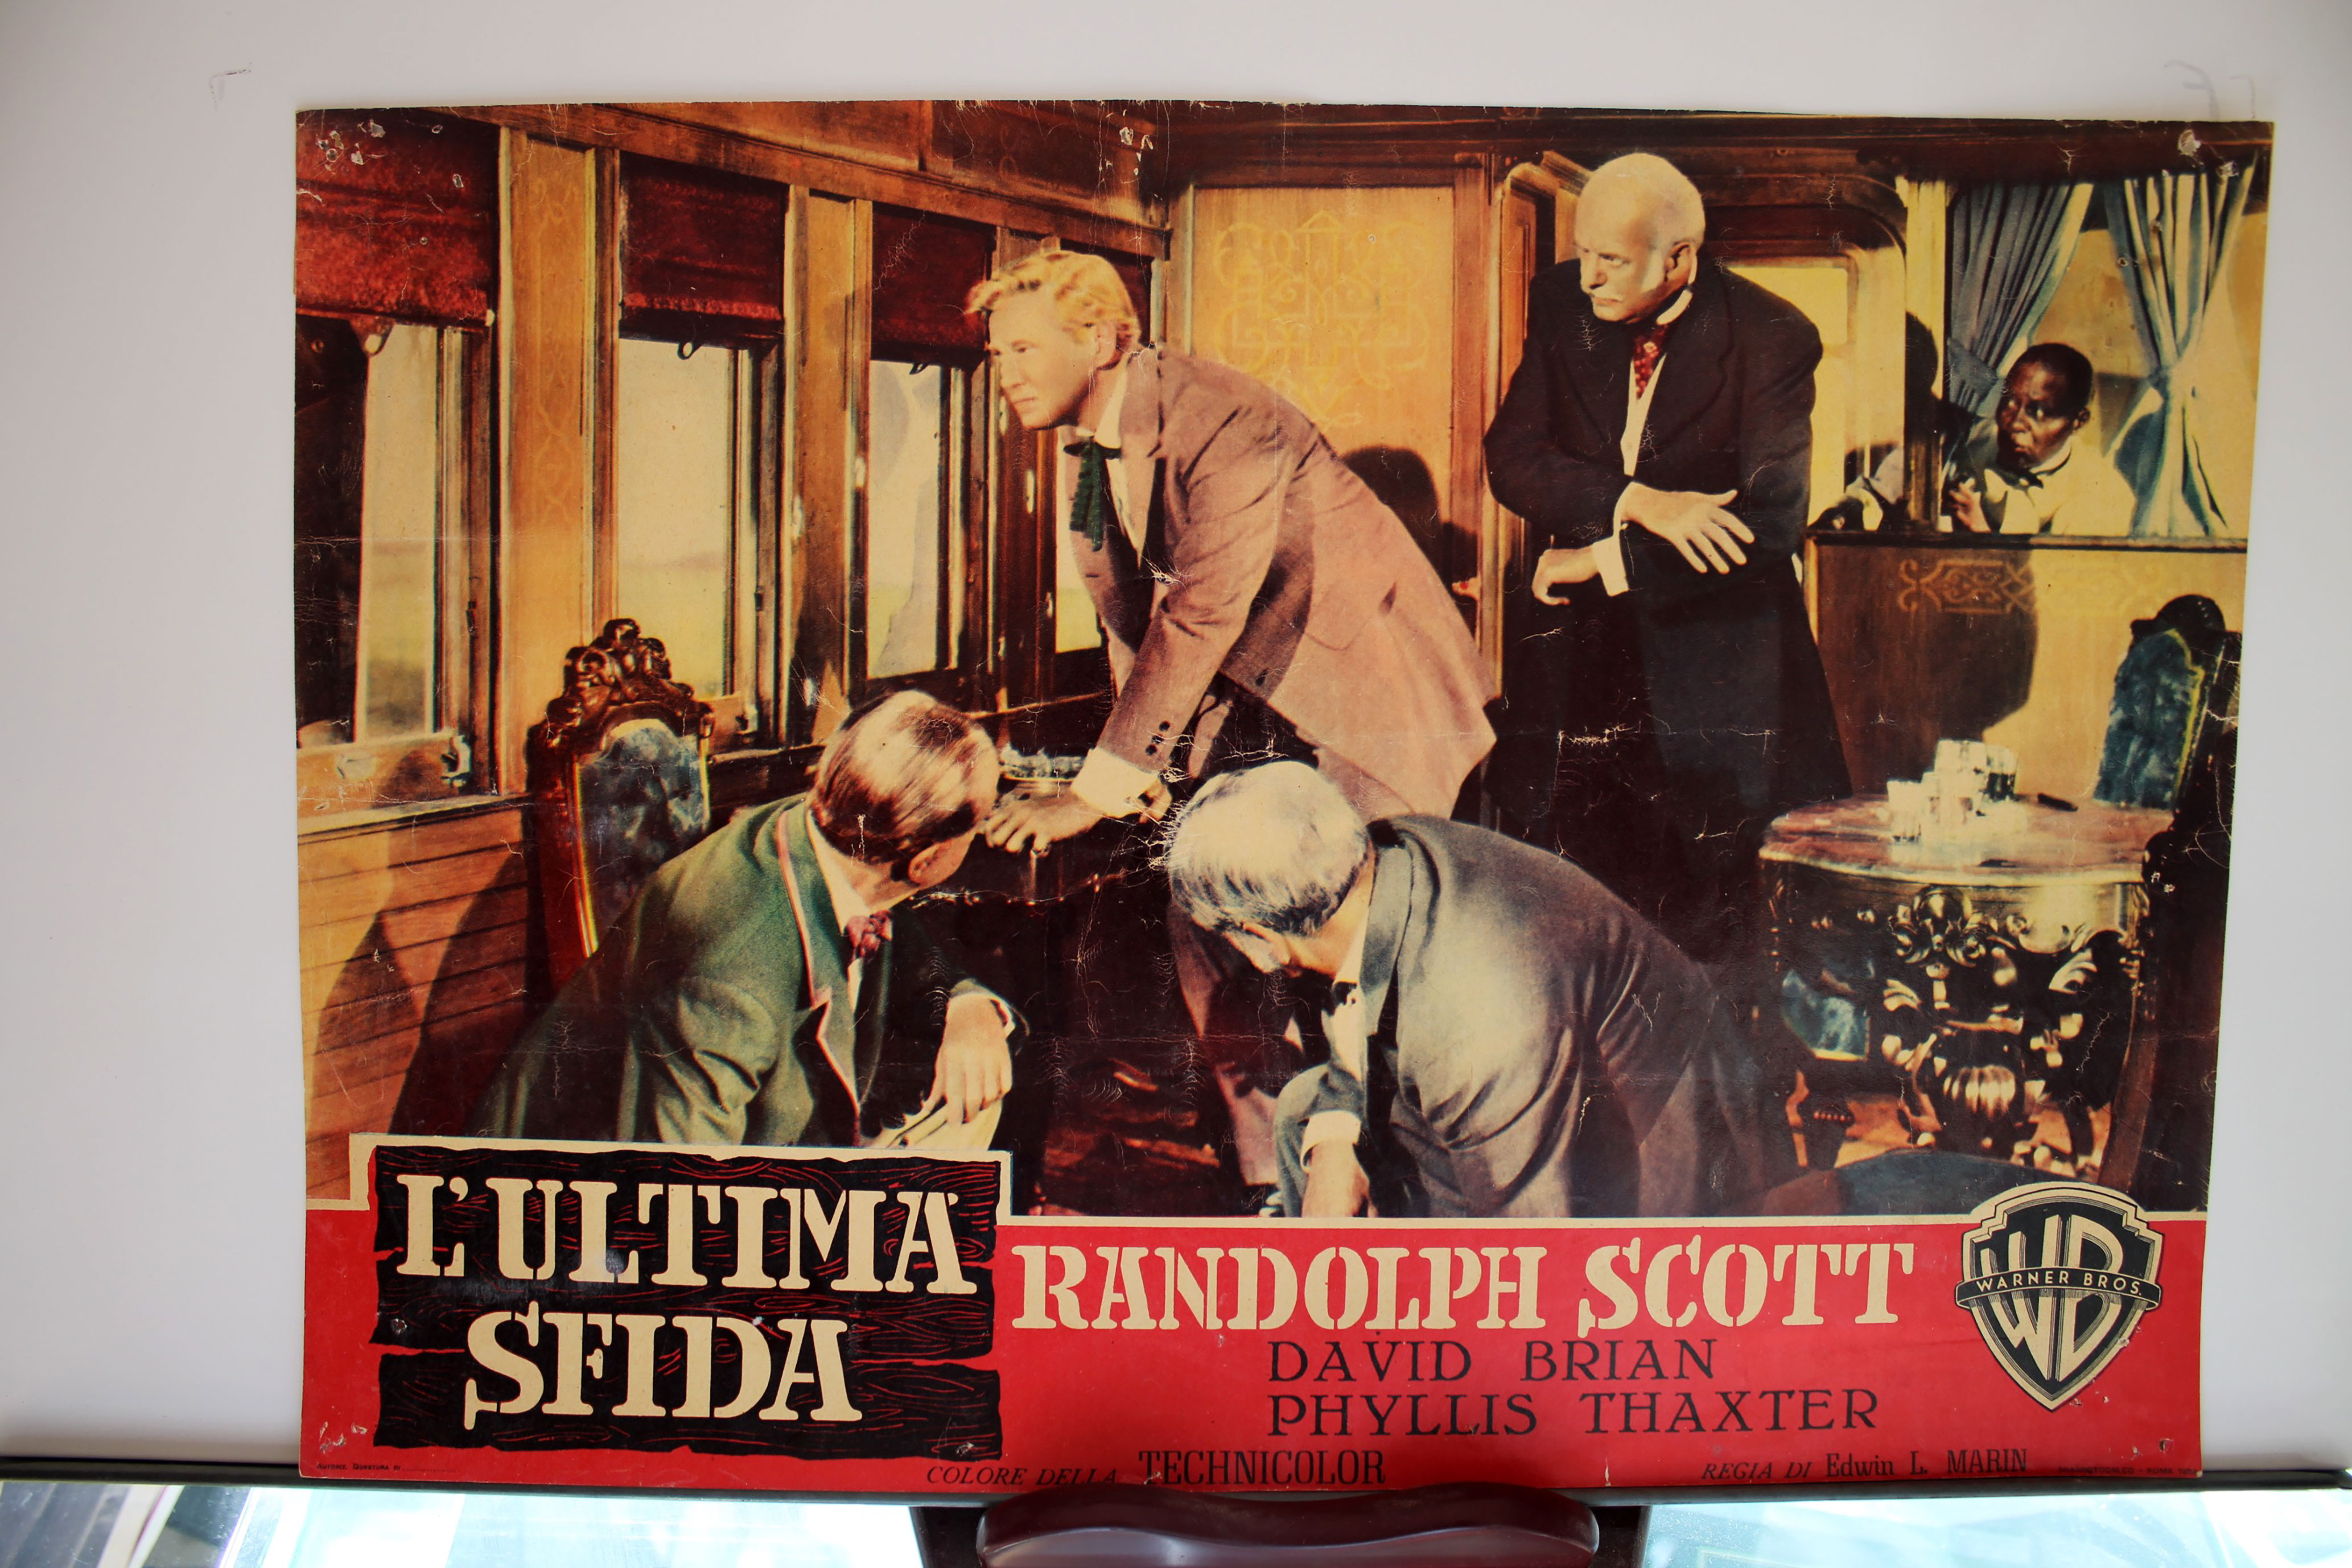 L'ULTIMA
SFIDA
RANDOLPH SCOTT
DAVID BRIAN
PHYLLIS THAXTER
COLORE DELLA TECHNICOLOR
REGIA DI Edwin L. MARIN
WB
WARNER BROS.